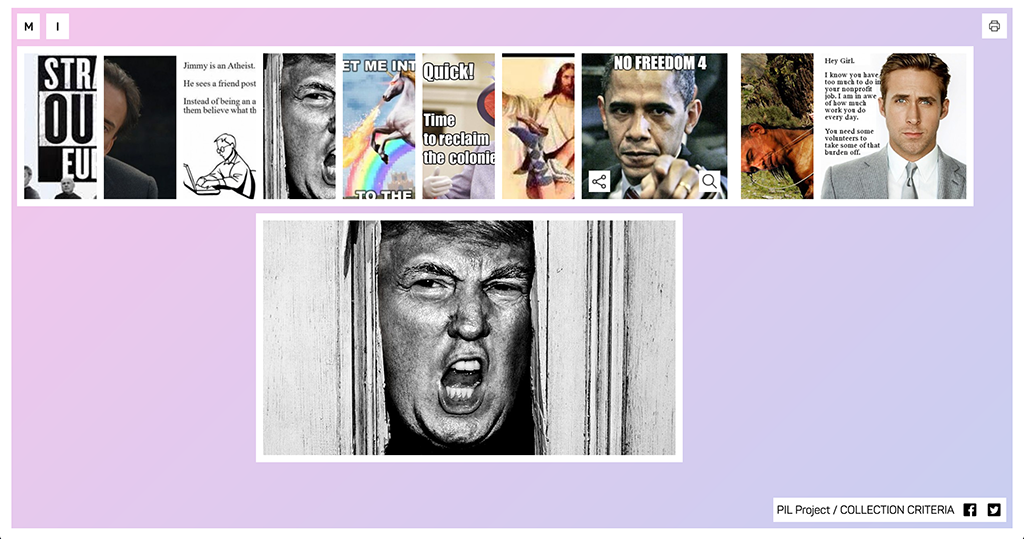 M I
STR
OU
EU
Jimmy is an Atheist.
He sees a friend post
Instead of being an a
them believe what th
ET ME INT
TO THE
Quick!
Time
to reclaim
the colonie
NO FREEDOM 4
Hey Girl.
I know you have
too much to do in
your nonprofit
job. I am in awe
of how much
work you do
every day.
You need some
volunteers to
take some of that
burden off.
PIL Project / COLLECTION CRITERIA